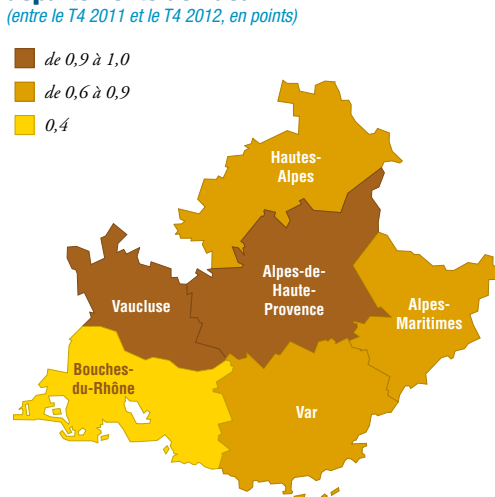 (entre le T4 2011 et le T4 2012, en points)
de 0,9 à 1,0
de 0,6 à 0,9
0,4
Hautes-
Alpes
Alpes-de-
Haute-
Provence
Vaucluse
Alpes-
Maritimes
Bouches-
du-Rhône
Var